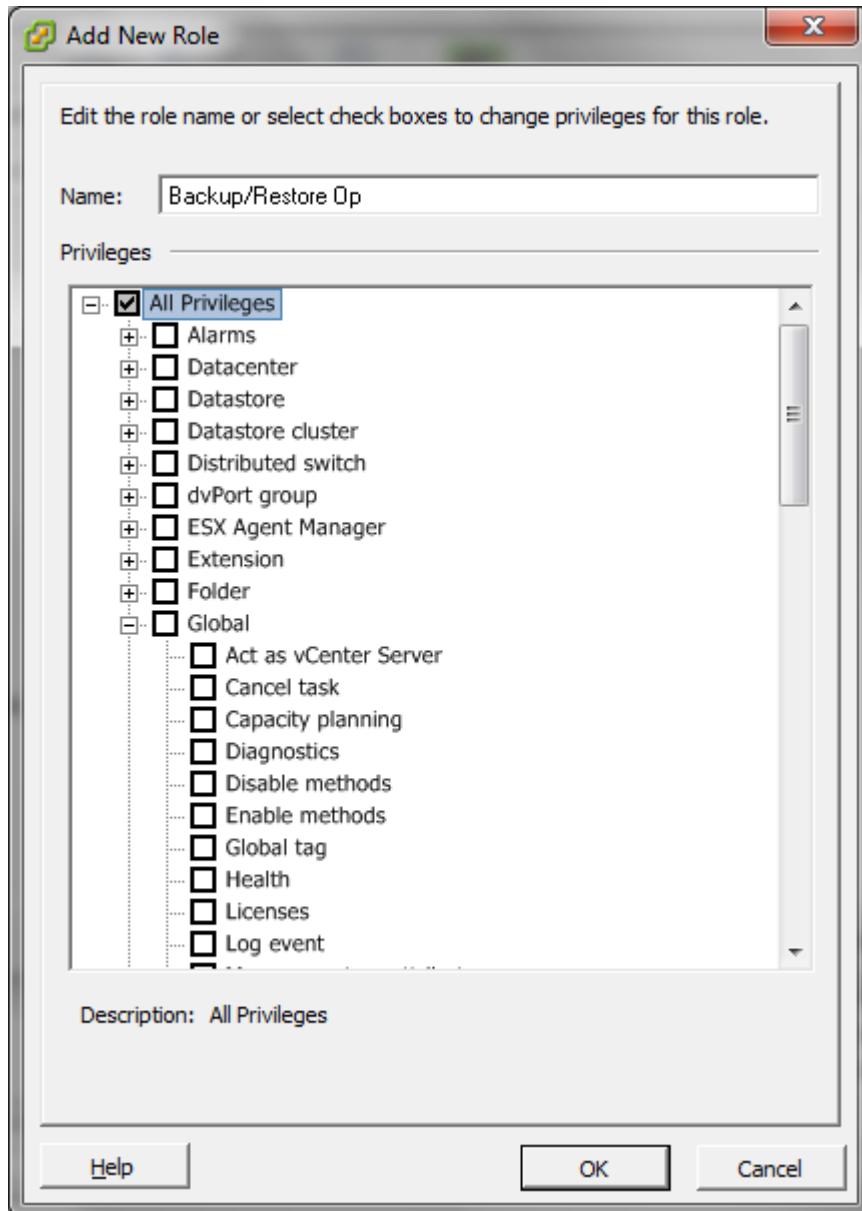 Add New Role
Edit the role name or select check boxes to change privileges for this role.
Name: Backup/Restore Op
Privileges
All Privileges
Alarms
Datacenter
Datastore
Datastore cluster
Distributed switch
dvPort group
ESX Agent Manager
Extension
Folder
Global
Act as vCenter Server
Cancel task
Capacity planning
Diagnostics
Disable methods
Enable methods
Global tag
Health
Licenses
Log event
Description: All Privileges
Help OK Cancel